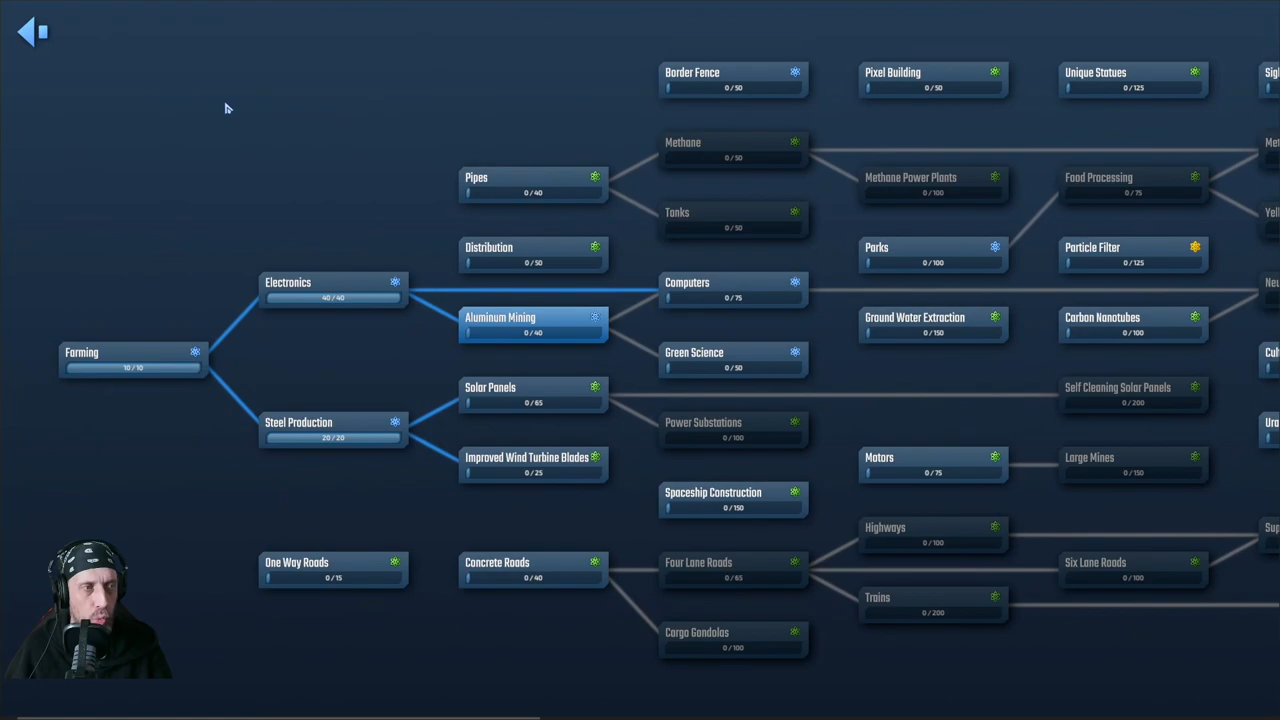 Border Fence
0/50
Pixel Building
0/50
Unique Statues
0/125
Methane
0/50
Pipes
0/40
Methane Power Plants
0/100
Food Processing
0/75
Tanks
0/50
Distribution
0/50
Parks
0/100
Particle Filter
0/125
Electronics
40/40
Computers
0/75
Aluminum Mining
0/40
Ground Water Extraction
0/150
Carbon Nanotubes
0/100
Farming
10/10
Green Science
0/50
Solar Panels
0/65
Self Cleaning Solar Panels
0/200
Steel Production
20/20
Power Substations
0/100
Improved Wind Turbine Blades
0/25
Motors
0/75
Large Mines
0/150
Spaceship Construction
0/150
Highways
0/100
One Way Roads
0/15
Concrete Roads
0/40
Four Lane Roads
0/65
Six Lane Roads
0/100
Trains
0/200
Cargo Gondolas
0/100